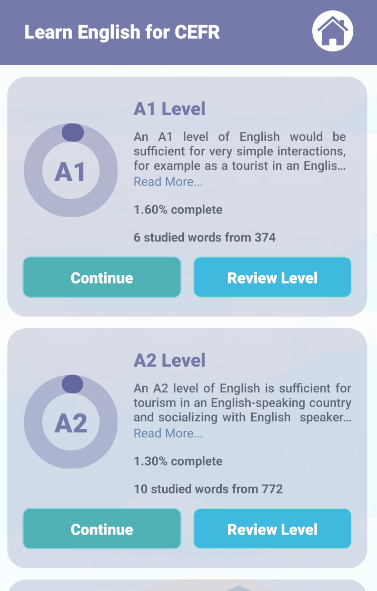 Learn English for CEFR
A1 Level
A1
An A1 level of English would be
sufficient for very simple interactions,
for example as a tourist in an Englis...
Read More...
1.60% complete
6 studied words from 374
Continue
Review Level
A2 Level
A2
An A2 level of English is sufficient for
tourism in an English-speaking country
and socializing with English speaker...
Read More...
1.30% complete
10 studied words from 772
Continue
Review Level